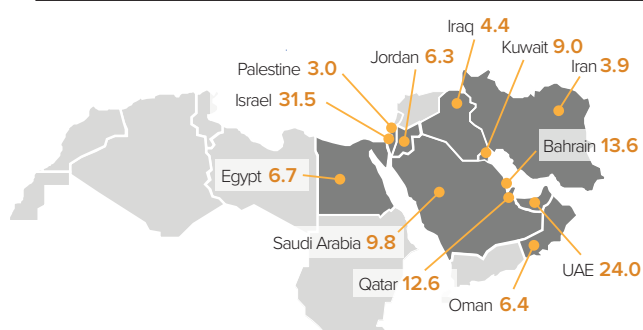 Iraq 4.4
Kuwait 9.0
Jordan 6.3
Iran 3.9
Palestine 3.0
Israel 31.5
Bahrain 13.6
Egypt 6.7
Saudi Arabia 9.8
UAE 24.0
Qatar 12.6
Oman 6.4